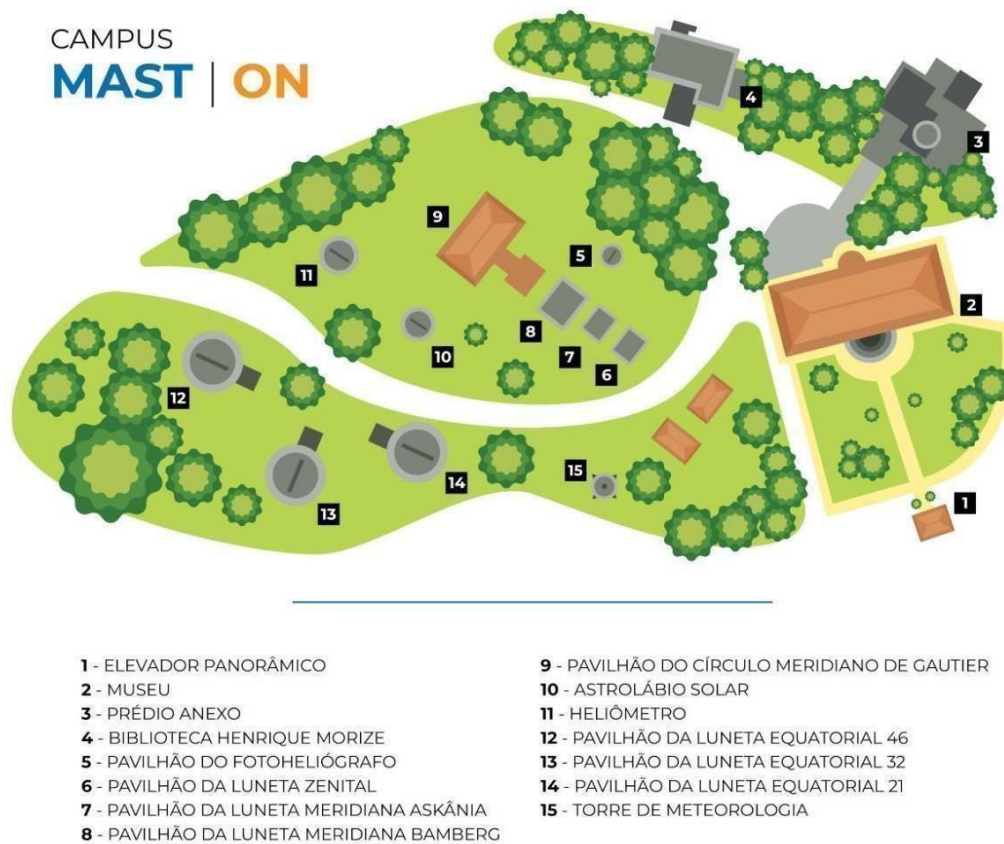 CAMPUS
MAST | ON
4
3
9
5
11
2
8
10
7
6
12
14
15
1
13
1 - ELEVADOR PANORÂMICO
2 - MUSEU
3 - PRÉDIO ANEXO
4 - BIBLIOTECA HENRIQUE MORIZE
5 - PAVILHÃO DO FOTOHELIÓGRAFO
6 - PAVILHÃO DA LUNETA ZENITAL
7 - PAVILHÃO DA LUNETA MERIDIANA ASKÂNIA
8 - PAVILHÃO DA LUNETA MERIDIANA BAMBERG
9 - PAVILHÃO DO CÍRCULO MERIDIANO DE GAUTIER
10 - ASTROLÁBIO SOLAR
11 - HELIÔMETRO
12 - PAVILHÃO DA LUNETA EQUATORIAL 46
13 - PAVILHÃO DA LUNETA EQUATORIAL 32
14 - PAVILHÃO DA LUNETA EQUATORIAL 21
15 - TORRE DE METEOROLOGIA